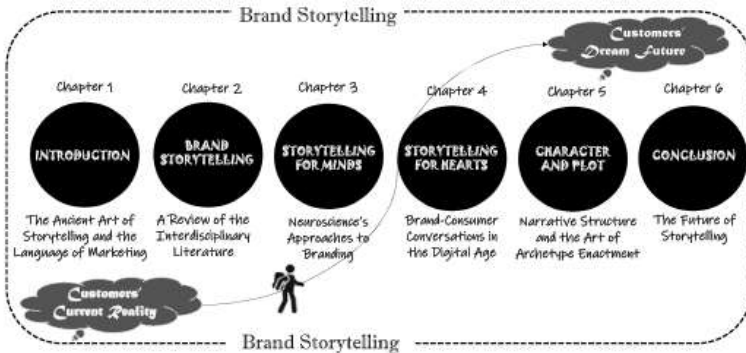 Brand Storytelling
Customers'
Dream Future
Chapter 1
Chapter 2
Chapter 3
Chapter 4
Chapter 5
Chapter 6
INTRODUCTION
BRAND
STORYTELLING
STORYTELLING
FOR MINDS
STORYTELLING
FOR HEARTS
CHARACTER
AND PLOT
CONCLUSION
The Ancient Art of
Storytelling and the
Language of Marketing
A Review of the
Interdisciplinary
Literature
Neuroscience's
Approaches to
Branding
Brand-Consumer
Conversations in
the Digital Age
Narrative Structure
and the Art of
Archetype Enactment
The Future of
Storytelling
Customers'
Current Reality
Brand Storytelling